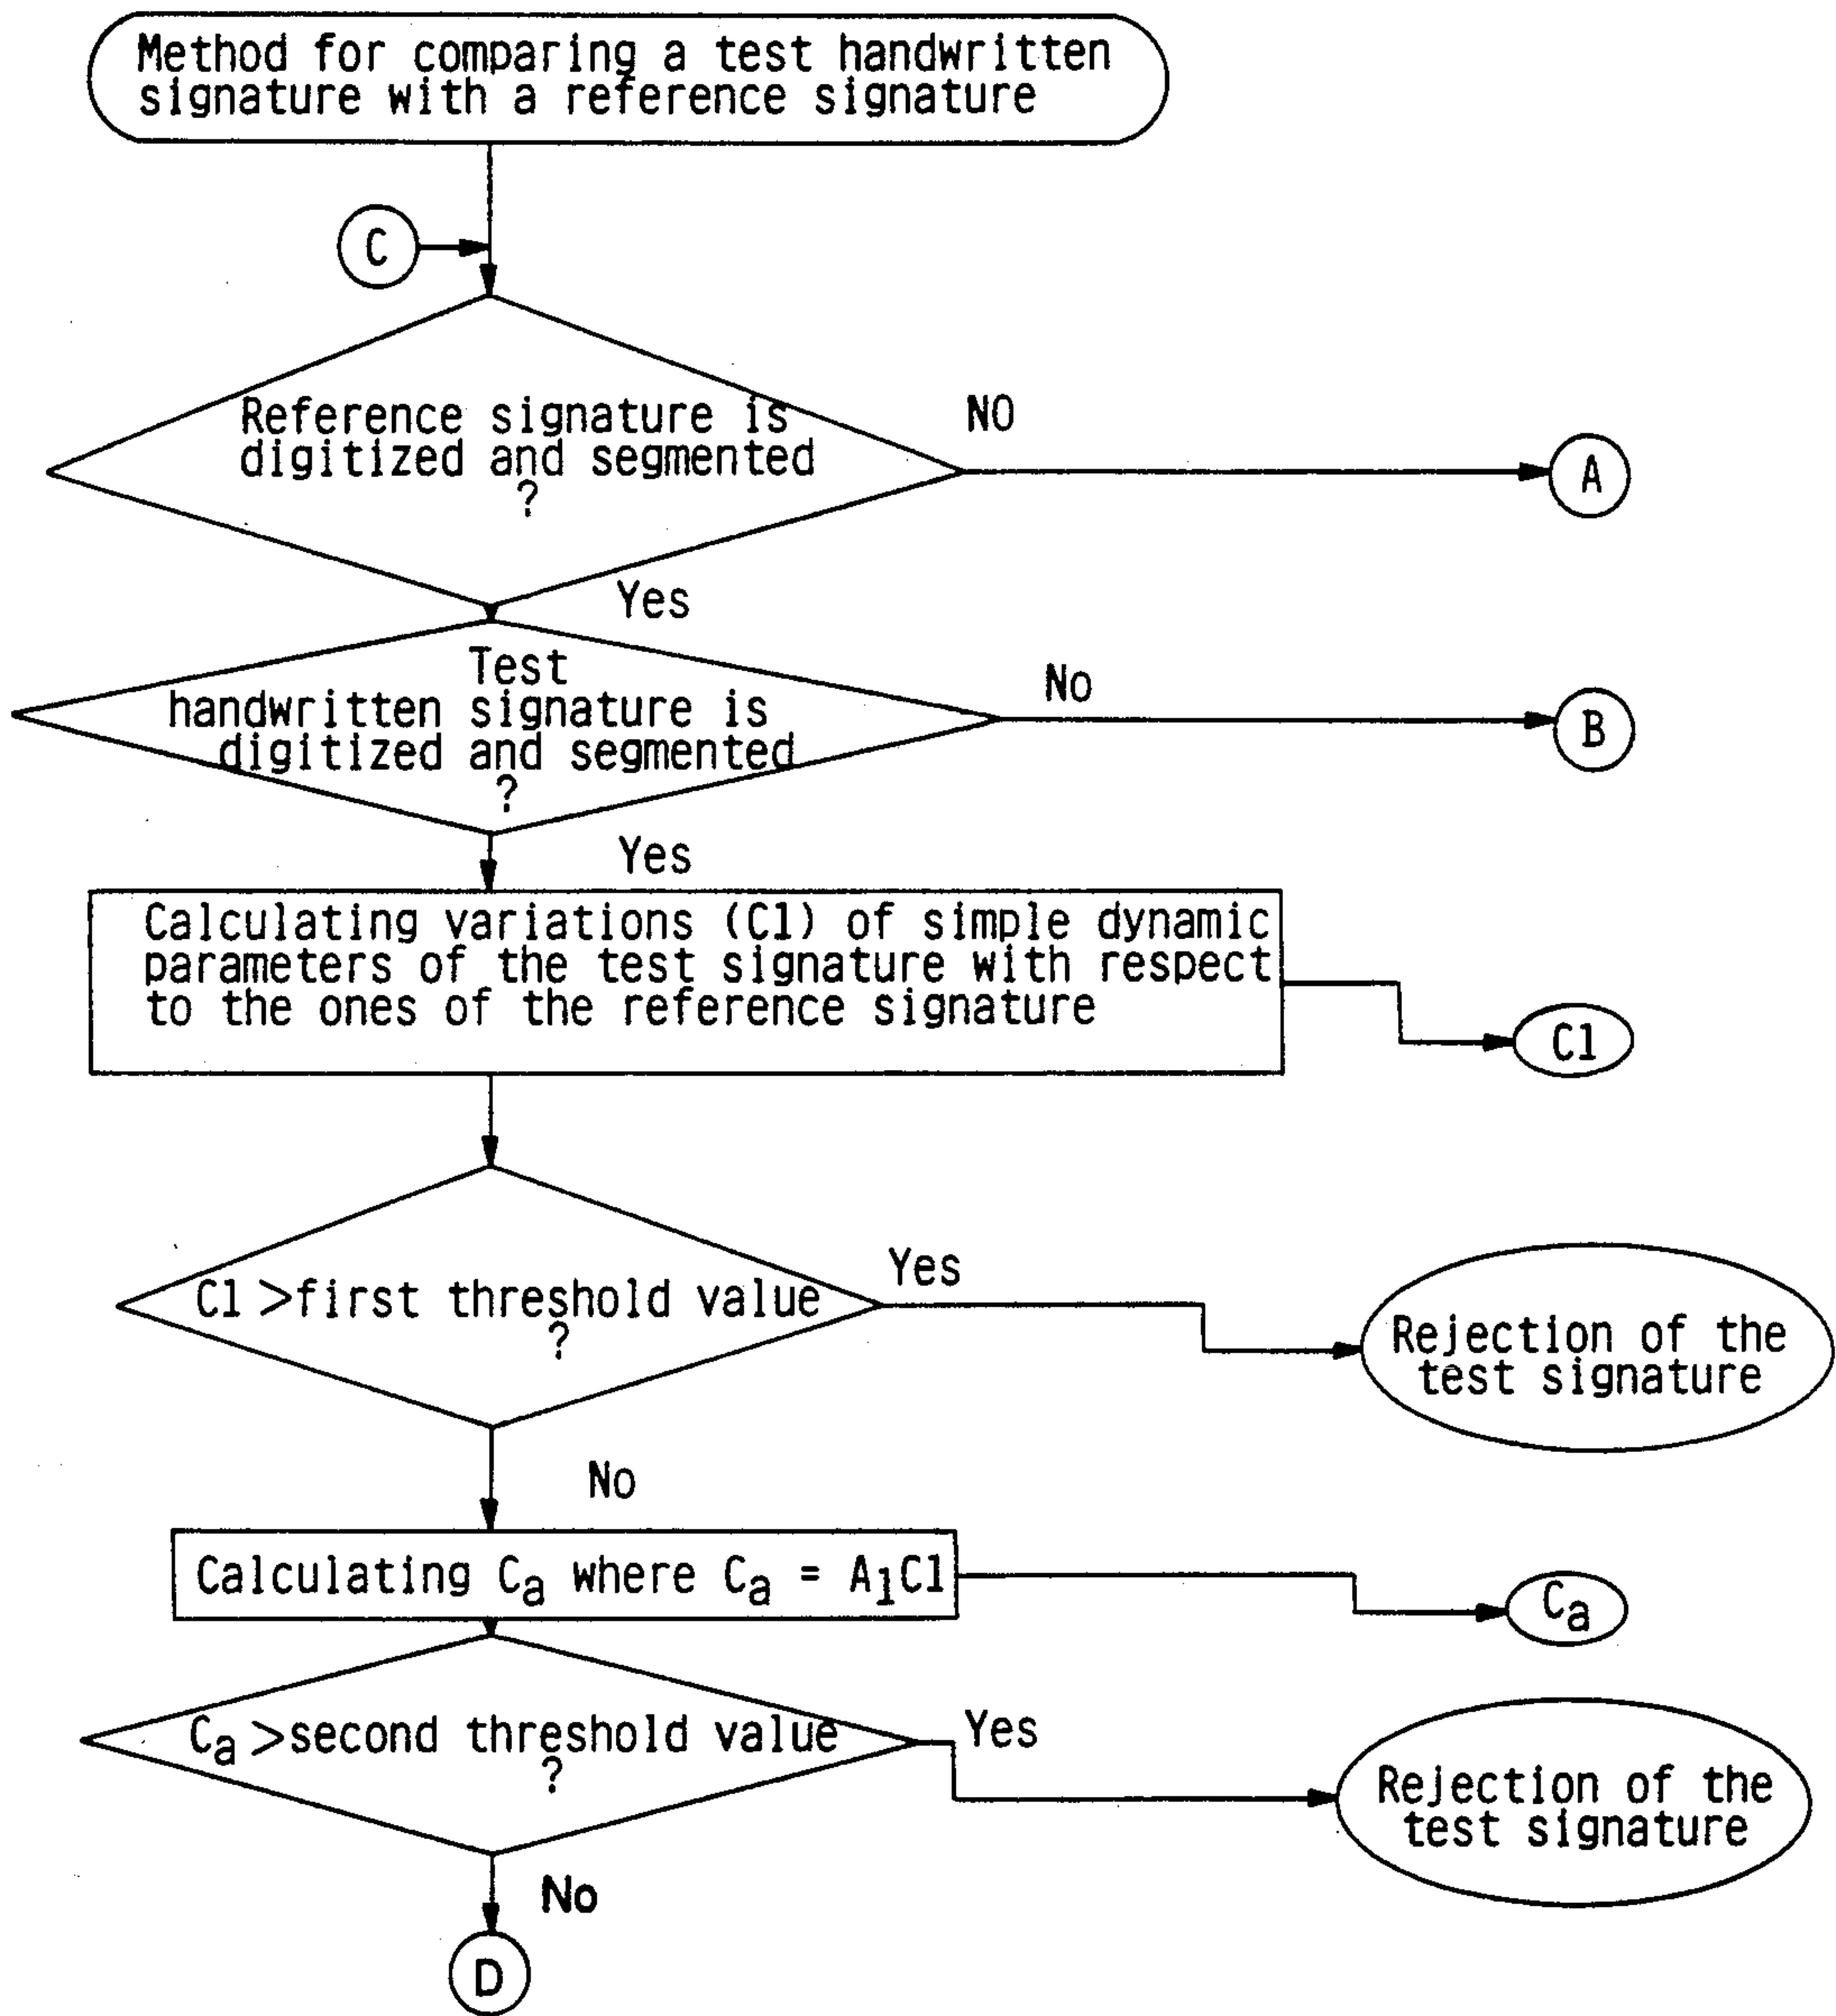 Method for comparing a test handwritten
signature with a reference signature
C
Reference signature is
digitized and segmented
?
NO
A
Yes
Test
handwritten signature is
digitized and segmented
?
No
B
Yes
Calculating variations (C1) of simple dynamic
parameters of the test signature with respect
to the ones of the reference signature
C1
C1 >first threshold value
?
Yes
Rejection of the
test signature
No
Calculating Ca where Ca = A1C1
Ca
Ca >second threshold value
?
Yes
Rejection of the
test signature
No
D